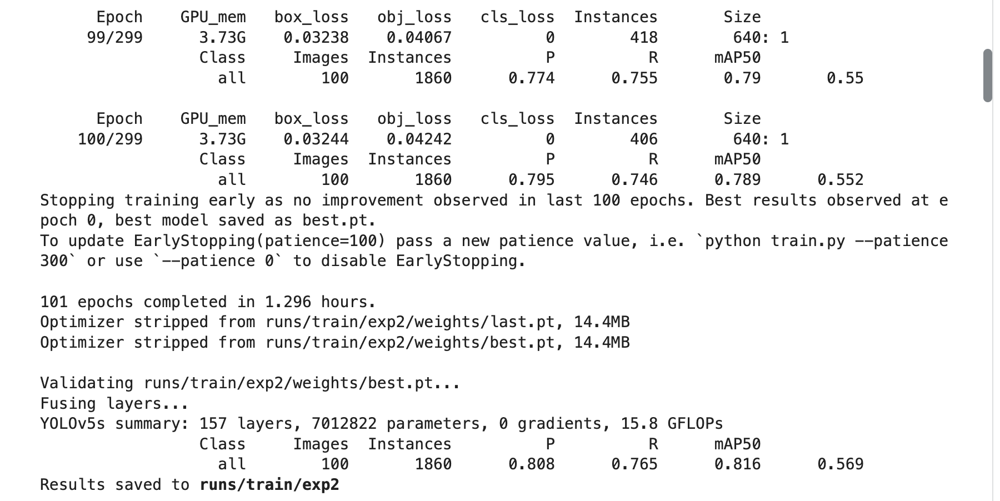 Epoch GPU_mem box_loss obj_loss cls_loss Instances Size
99/299 3.73G 0.03238 0.04067 0 418 640: 1
Class Images Instances P R mAP50
all 100 1860 0.774 0.755 0.79 0.55
Epoch GPU_mem box_loss obj_loss cls_loss Instances Size
100/299 3.73G 0.03244 0.04242 0 406 640: 1
Class Images Instances P R mAP50
all 100 1860 0.795 0.746 0.789 0.552
Stopping training early as no improvement observed in last 100 epochs. Best results observed at e
poch 0, best model saved as best.pt.
To update EarlyStopping(patience=100) pass a new patience value, i.e. `python train.py --patience
300` or use `--patience 0` to disable EarlyStopping.
101 epochs completed in 1.296 hours.
Optimizer stripped from runs/train/exp2/weights/last.pt, 14.4MB
Optimizer stripped from runs/train/exp2/weights/best.pt, 14.4MB
Validating runs/train/exp2/weights/best.pt...
Fusing layers...
YOLOv5s summary: 157 layers, 7012822 parameters, 0 gradients, 15.8 GFLOPs
Class Images Instances P R mAP50
all 100 1860 0.808 0.765 0.816 0.569
Results saved to runs/train/exp2